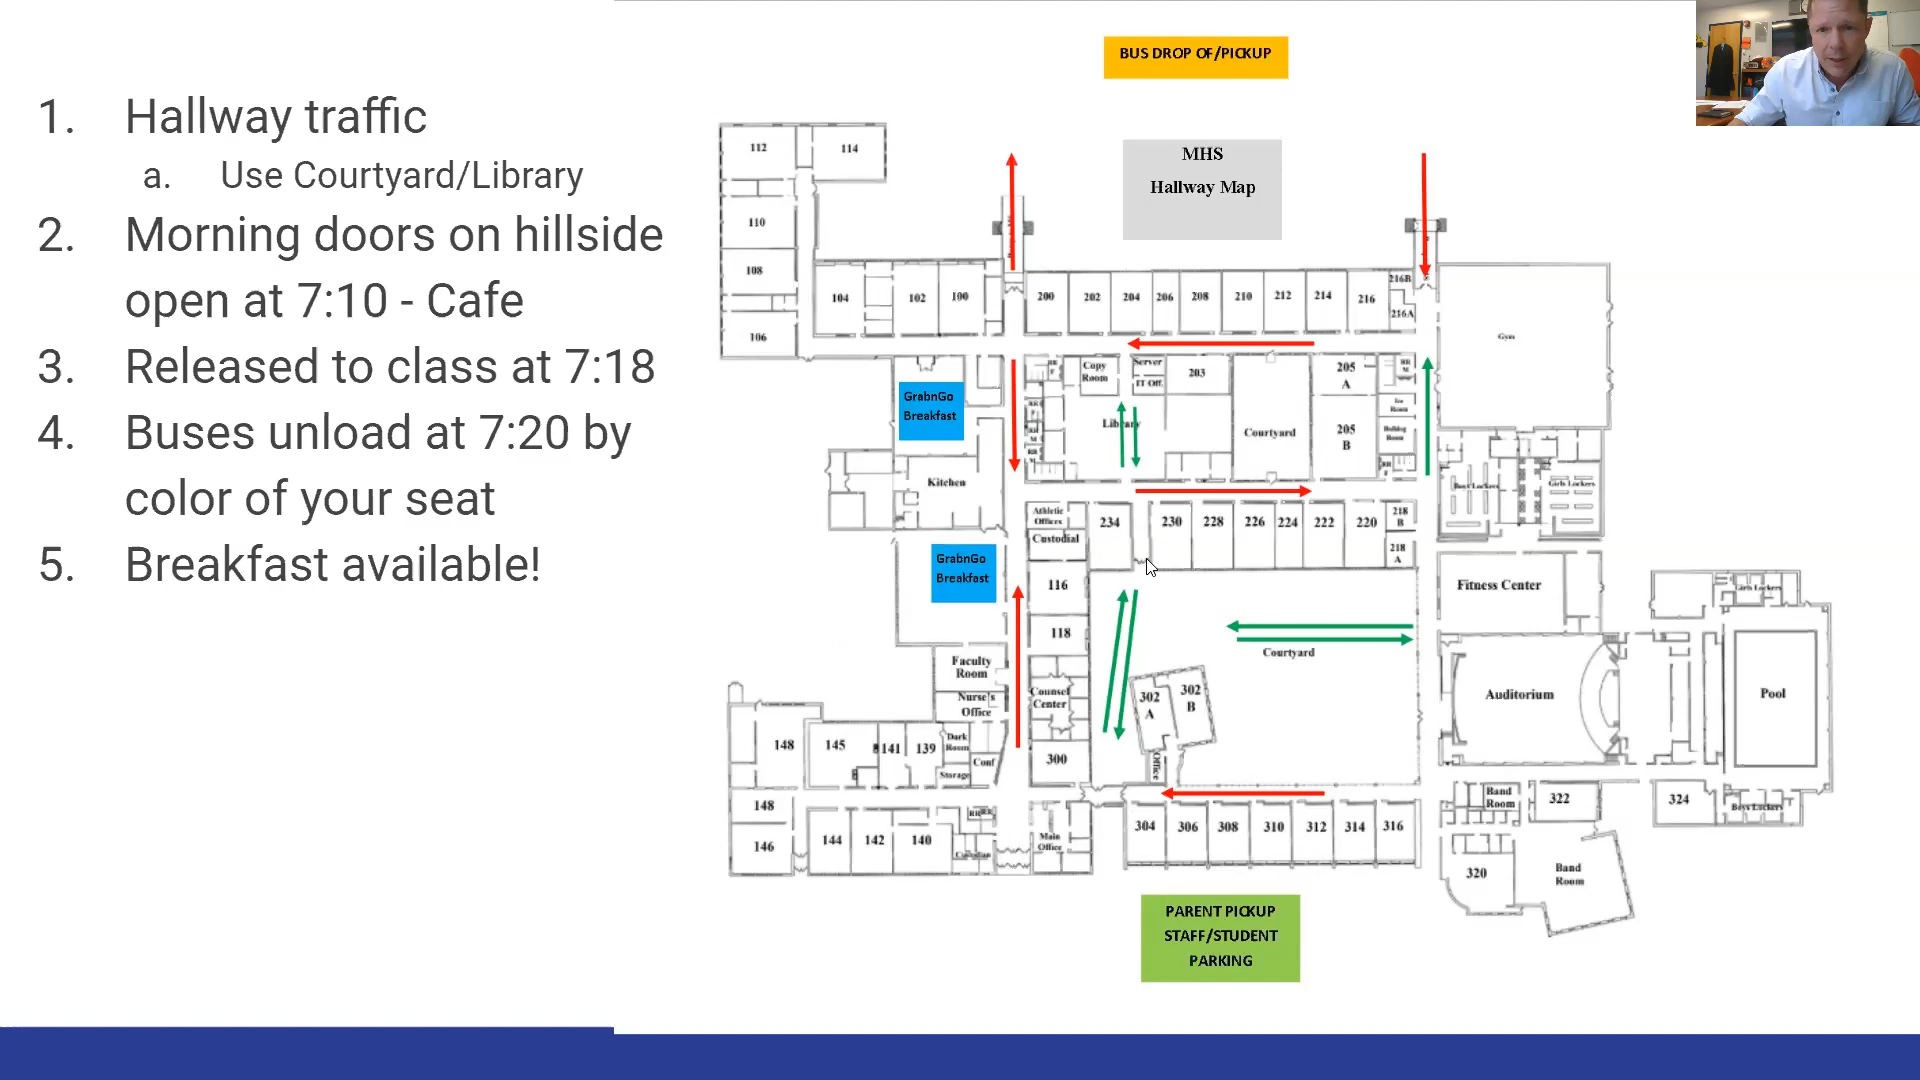 1. Hallway traffic
a. Use Courtyard/Library
2. Morning doors on hillside
open at 7:10 - Cafe
3. Released to class at 7:18
4. Buses unload at 7:20 by
color of your seat
5. Breakfast available!
BUS DROP OF/PICKUP
MHS
Hallway Map
112
114
110
108
106
104
102
100
200
202
204
206
208
210
212
214
216
216B
216A
Gym
GrabnGo
Breakfast
Copy
Room
Server
IT Off.
203
205
A
205
B
Library
Courtyard
Ice
Room
RR
M
RR
F
Kitchen
Boys Lockers
Girls Lockers
Athletic
Offices
Custodial
234
230
228
226
224
222
220
218
B
218
A
GrabnGo
Breakfast
116
118
Fitness Center
Girls Lockers
Faculty
Room
Nurse's
Office
Counsel
Center
Courtyard
302
A
302
B
Office
Auditorium
Pool
148
145
141
139
Dark
Room
Storage
Conf
300
148
146
144
142
140
Custodian
Main
Office
304
306
308
310
312
314
316
Band
Room
322
324
Boys Lockers
320
Band
Room
PARENT PICKUP
STAFF/STUDENT
PARKING